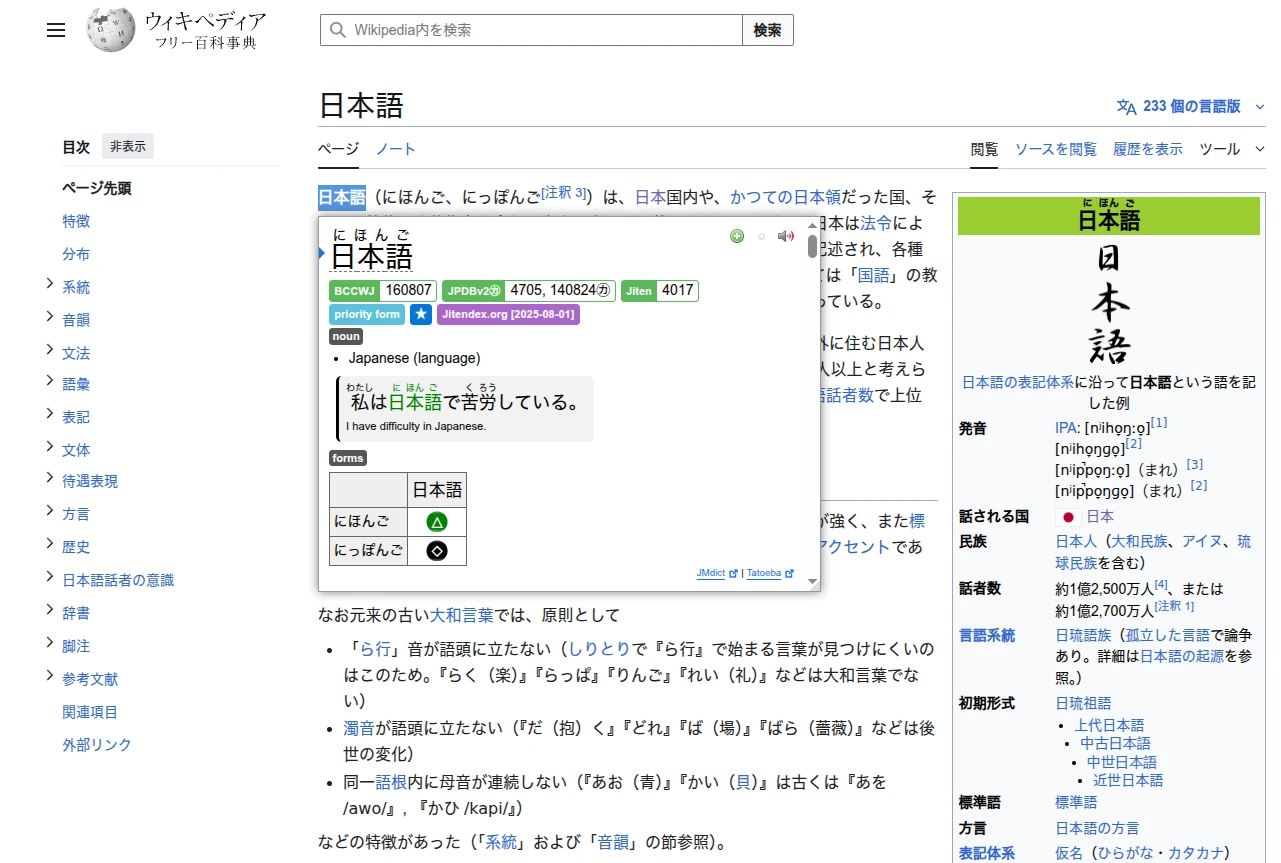 ウィキペディア
フリー百科事典
Wikipedia内を検索
検索
日本語
233 個の言語版
ページ
ノート
閲覧
ソースを閲覧
履歴を表示
ツール
目次
非表示
ページ先頭
特徴
分布
系統
音韻
文法
語彙
表記
文体
待遇表現
方言
歴史
日本語話者の意識
辞書
脚注
参考文献
関連項目
外部リンク
日本語（にほんご、にっぽんご[注釈 3]）は、日本国内や、かつての日本領だった国、そ
日本は法令によ
記述され、各種
ては「国語」の教
っている。
外に住む日本人
人以上と考えら
語話者数で上位
が強く、また標
アクセントであ
に ほん ご
日本語
BCCWJ 160807 JPDBv2㋕ 4705, 140824㋕ Jiten 4017
priority form ★ Jitendex.org [2025-08-01]
noun
• Japanese (language)
わたし に ほん ご く ろう
私は日本語で苦労している。
I have difficulty in Japanese.
forms
日本語
にほんご △
にっぽんご ◇
JMdict | Tatoeba
なお元来の古い大和言葉では、原則として
• 「ら行」音が語頭に立たない（しりとりで『ら行』で始まる言葉が見つけにくいの
はこのため。『らく（楽）』『らっぱ』『りんご』『れい（礼）』などは大和言葉でな
い）
• 濁音が語頭に立たない（『だ（抱）く』『どれ』『ば（場）』『ばら（薔薇）』などは後
世の変化）
• 同一語根内に母音が連続しない（『あお（青）』『かい（貝）』は古くは『あを
/awo/』, 『かひ /kapi/』）
などの特徴があった（「系統」および「音韻」の節参照）。
に ほん ご
日本語
日
本
語
日本語の表記体系に沿って日本語という語を記
した例
発音 IPA: [ɲihoŋːo] [1]
[ɲihoŋɡo] [2]
[ɲippoŋːo]（まれ）[3]
[ɲippoŋɡo]（まれ）[2]
話される国 日本
民族 日本人（大和民族、アイヌ、琉
球民族を含む）
話者数 約1億2,500万人[4]、または
約1億2,700万人[注釈 1]
言語系統 日琉語族（孤立した言語で論争
あり。詳細は日本語の起源を参
照。）
初期形式 日琉祖語
• 上代日本語
• 中古日本語
• 中世日本語
• 近世日本語
標準語 標準語
方言 日本語の方言
表記体系 仮名（ひらがな・カタカナ）